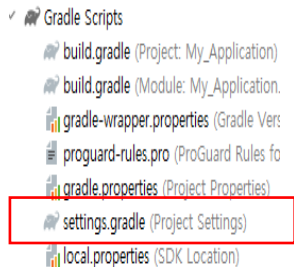 Gradle Scripts
build.gradle (Project: My_Application)
build.gradle (Module: My_Application.
gradle-wrapper.properties (Gradle Vers
proguard-rules.pro (ProGuard Rules fo
gradle.properties (Project Properties)
settings.gradle (Project Settings)
local.properties (SDK Location)